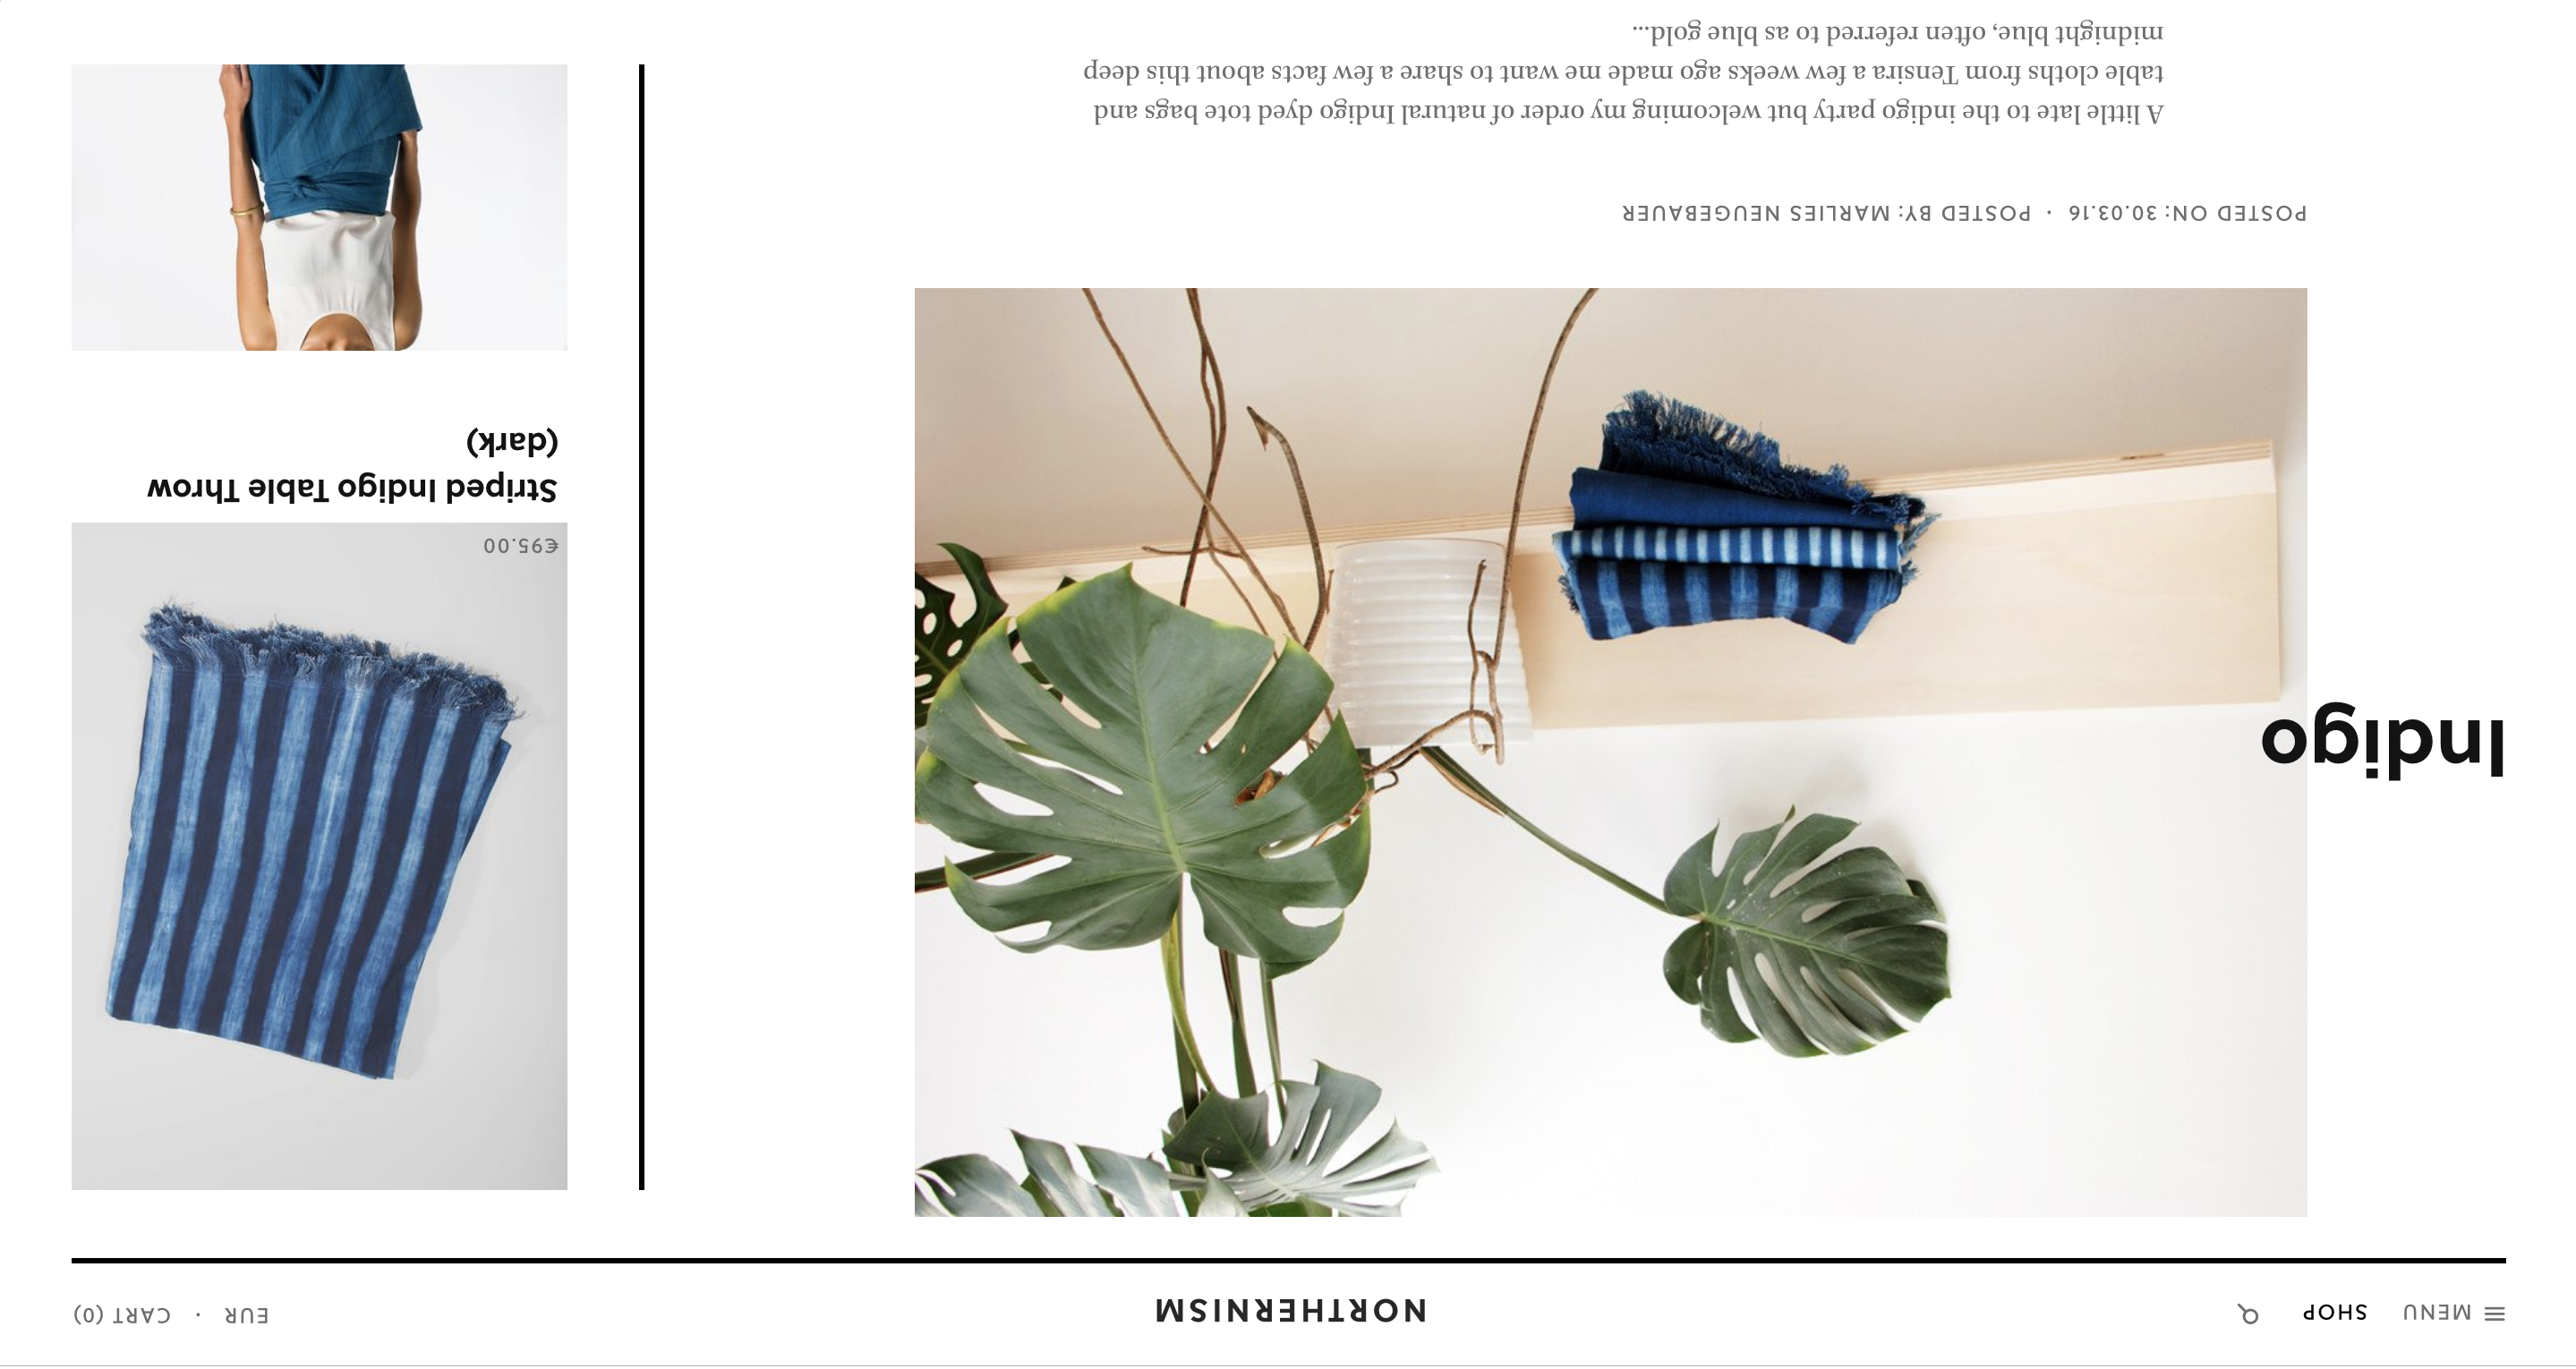 MENU SHOP
NORTHERNISM
EUR · CART (0)
Indigo
POSTED ON: 30.03.16 · POSTED BY: MARLIES NEUGEBAUER
A little late to the indigo party but welcoming my order of natural Indigo dyed tote bags and
table cloths from Tensira a few weeks ago made me want to share a few facts about this deep
midnight blue, often referred to as blue gold...
€95.00
Striped Indigo Table Throw
(dark)